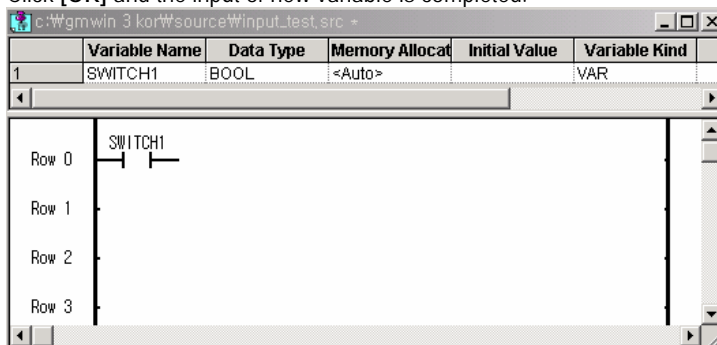 Click [OK] and the input of new variable is completed.
c:₩gmwin 3 kor₩source₩input_test,src *
Variable Name Data Type Memory Allocat Initial Value Variable Kind
1 SWITCH1 BOOL <Auto> VAR
SWITCH1
Row 0
Row 1
Row 2
Row 3